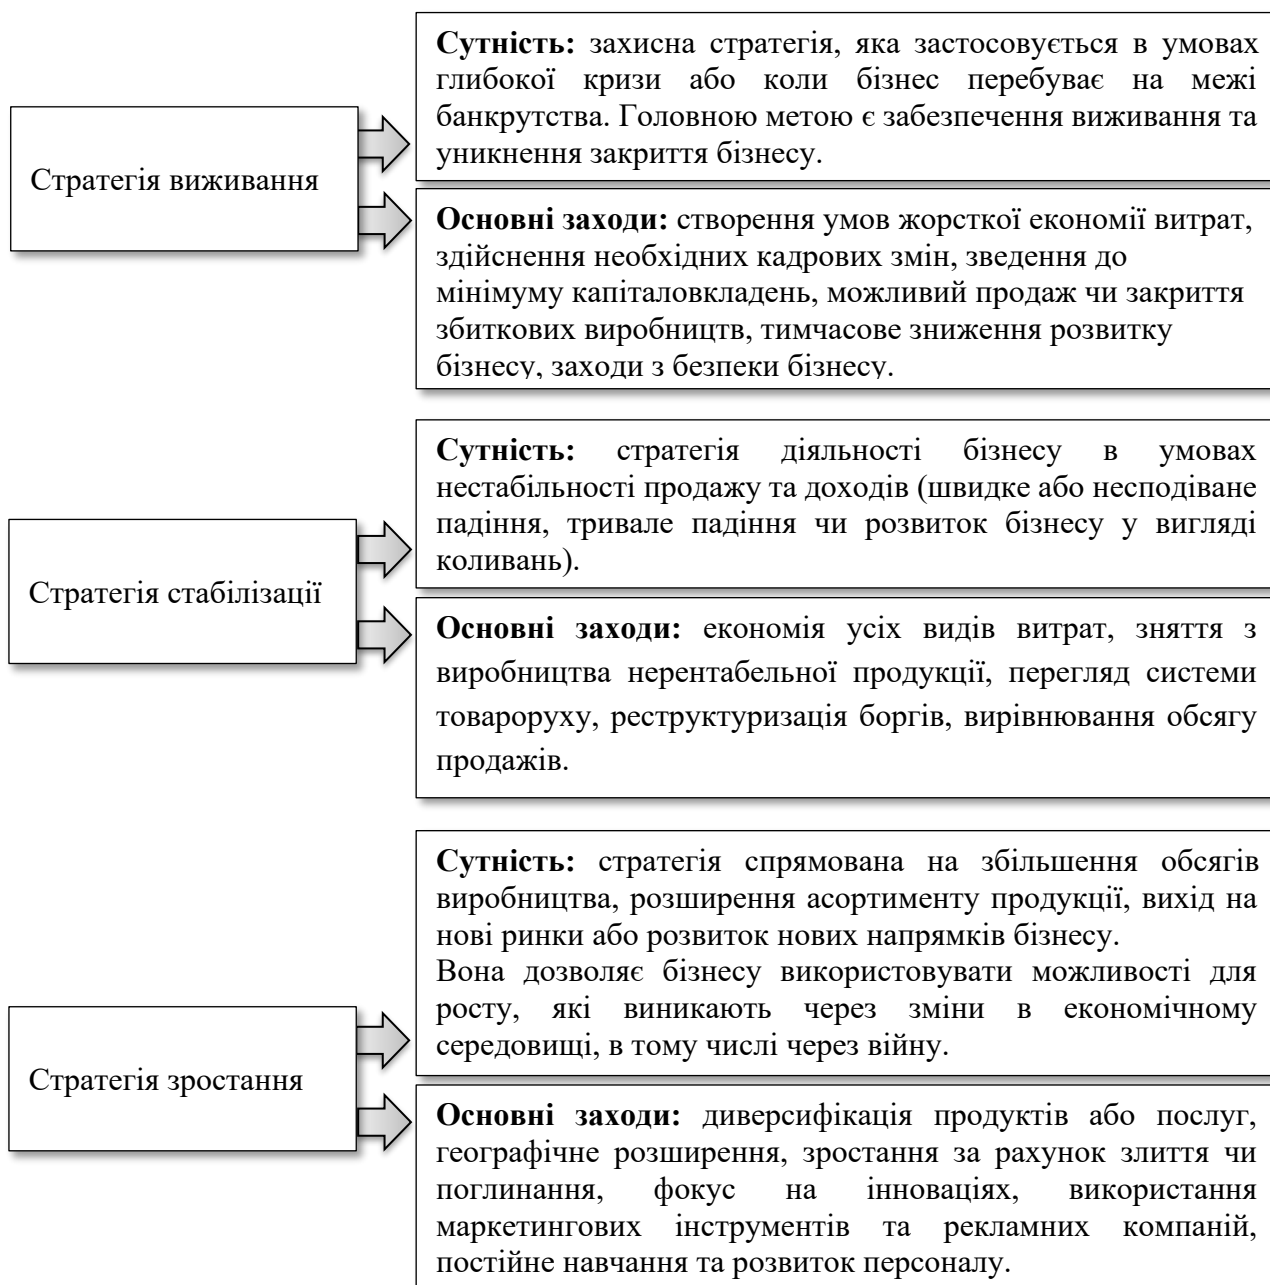 Стратегія виживання
Сутність: захисна стратегія, яка застосовується в умовах
глибокої кризи або коли бізнес перебуває на межі
банкрутства. Головною метою є забезпечення виживання та
уникнення закриття бізнесу.
Основні заходи: створення умов жорсткої економії витрат,
здійснення необхідних кадрових змін, зведення до
мінімуму капіталовкладень, можливий продаж чи закриття
збиткових виробництв, тимчасове зниження розвитку
бізнесу, заходи з безпеки бізнесу.
Стратегія стабілізації
Сутність: стратегія діяльності бізнесу в умовах
нестабільності продажу та доходів (швидке або несподіване
падіння, тривале падіння чи розвиток бізнесу у вигляді
коливань).
Основні заходи: економія усіх видів витрат, зняття з
виробництва нерентабельної продукції, перегляд системи
товароруху, реструктуризація боргів, вирівнювання обсягу
продажів.
Стратегія зростання
Сутність: стратегія спрямована на збільшення обсягів
виробництва, розширення асортименту продукції, вихід на
нові ринки або розвиток нових напрямків бізнесу.
Вона дозволяє бізнесу використовувати можливості для
росту, які виникають через зміни в економічному
середовищі, в тому числі через війну.
Основні заходи: диверсифікація продуктів або послуг,
географічне розширення, зростання за рахунок злиття чи
поглинання, фокус на інноваціях, використання
маркетингових інструментів та рекламних компаній,
постійне навчання та розвиток персоналу.